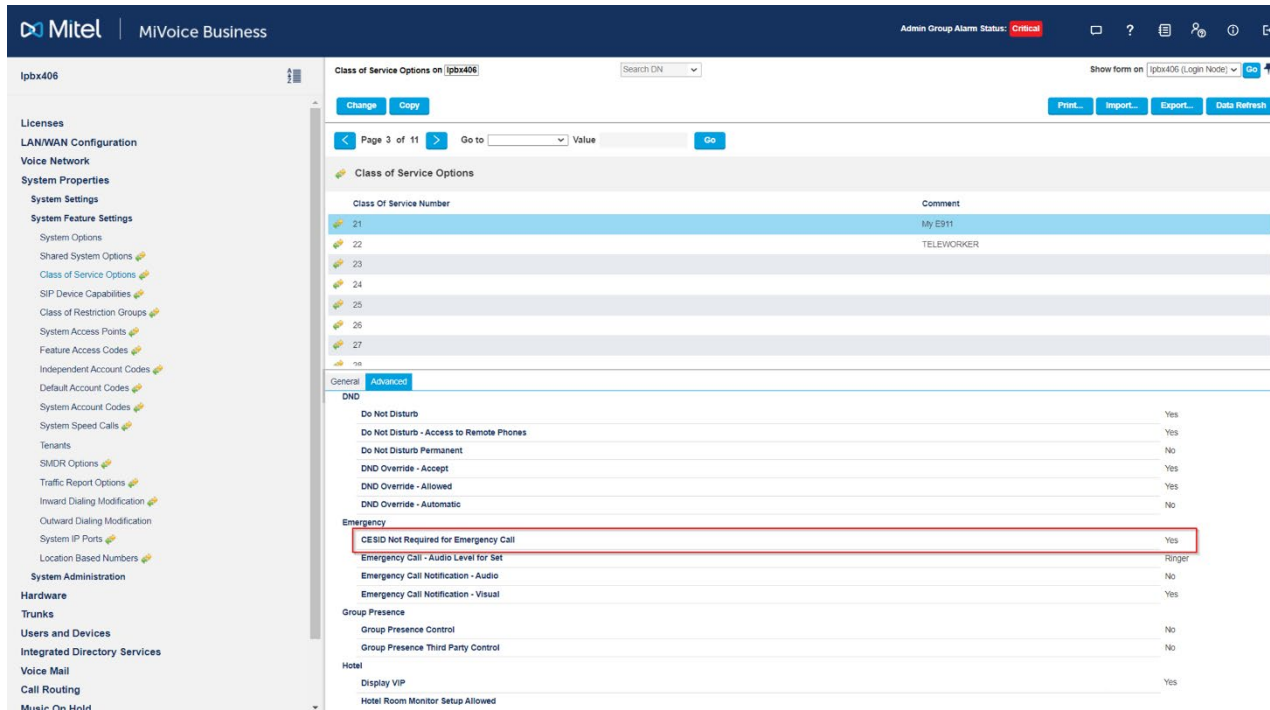 Mitel | MiVoice Business
Admin Group Alarm Status: Critical
lpbx406
Class of Service Options on lpbx406
Search DN
Show form on lpbx406 (Login Node) Go
Change Copy
Print... Import... Export... Data Refresh
Page 3 of 11 Go to Value Go
Class of Service Options
Class Of Service Number Comment
21 My E911
22 TELEWORKER
23
24
25
26
27
28
Licenses
LAN/WAN Configuration
Voice Network
System Properties
System Settings
System Feature Settings
System Options
Shared System Options
Class of Service Options
SIP Device Capabilities
Class of Restriction Groups
System Access Points
Feature Access Codes
Independent Account Codes
Default Account Codes
System Account Codes
System Speed Calls
Tenants
SMDR Options
Traffic Report Options
Inward Dialing Modification
Outward Dialing Modification
System IP Ports
Location Based Numbers
System Administration
Hardware
Trunks
Users and Devices
Integrated Directory Services
Voice Mail
Call Routing
Music On Hold
General Advanced
DND
Do Not Disturb Yes
Do Not Disturb - Access to Remote Phones Yes
Do Not Disturb Permanent No
DND Override - Accept Yes
DND Override - Allowed Yes
DND Override - Automatic No
Emergency
CESID Not Required for Emergency Call Yes
Emergency Call - Audio Level for Set Ringer
Emergency Call Notification - Audio No
Emergency Call Notification - Visual Yes
Group Presence
Group Presence Control No
Group Presence Third Party Control No
Hotel
Display VIP Yes
Hotel Room Monitor Setup Allowed